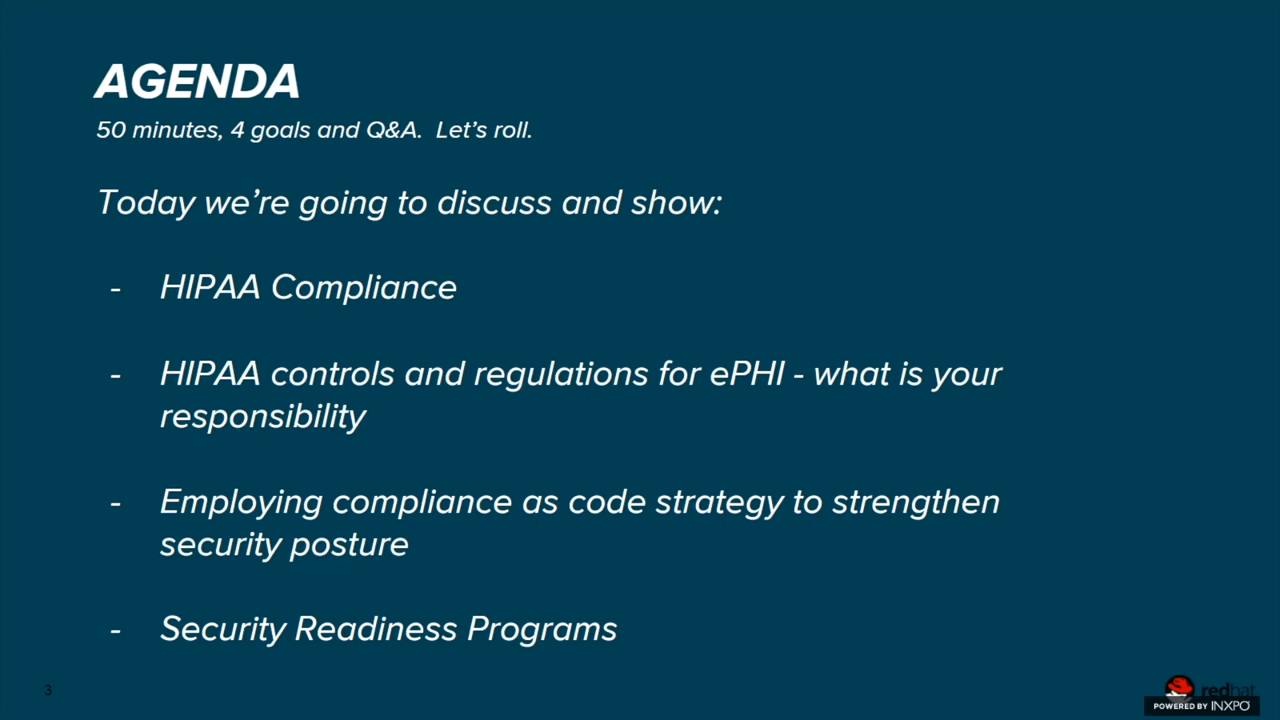 AGENDA
50 minutes, 4 goals and Q&A.  Let's roll.
Today we're going to discuss and show:
- HIPAA Compliance
- HIPAA controls and regulations for ePHI - what is your
responsibility
- Employing compliance as code strategy to strengthen
security posture
- Security Readiness Programs
3
redhat
POWERED BY INXPO